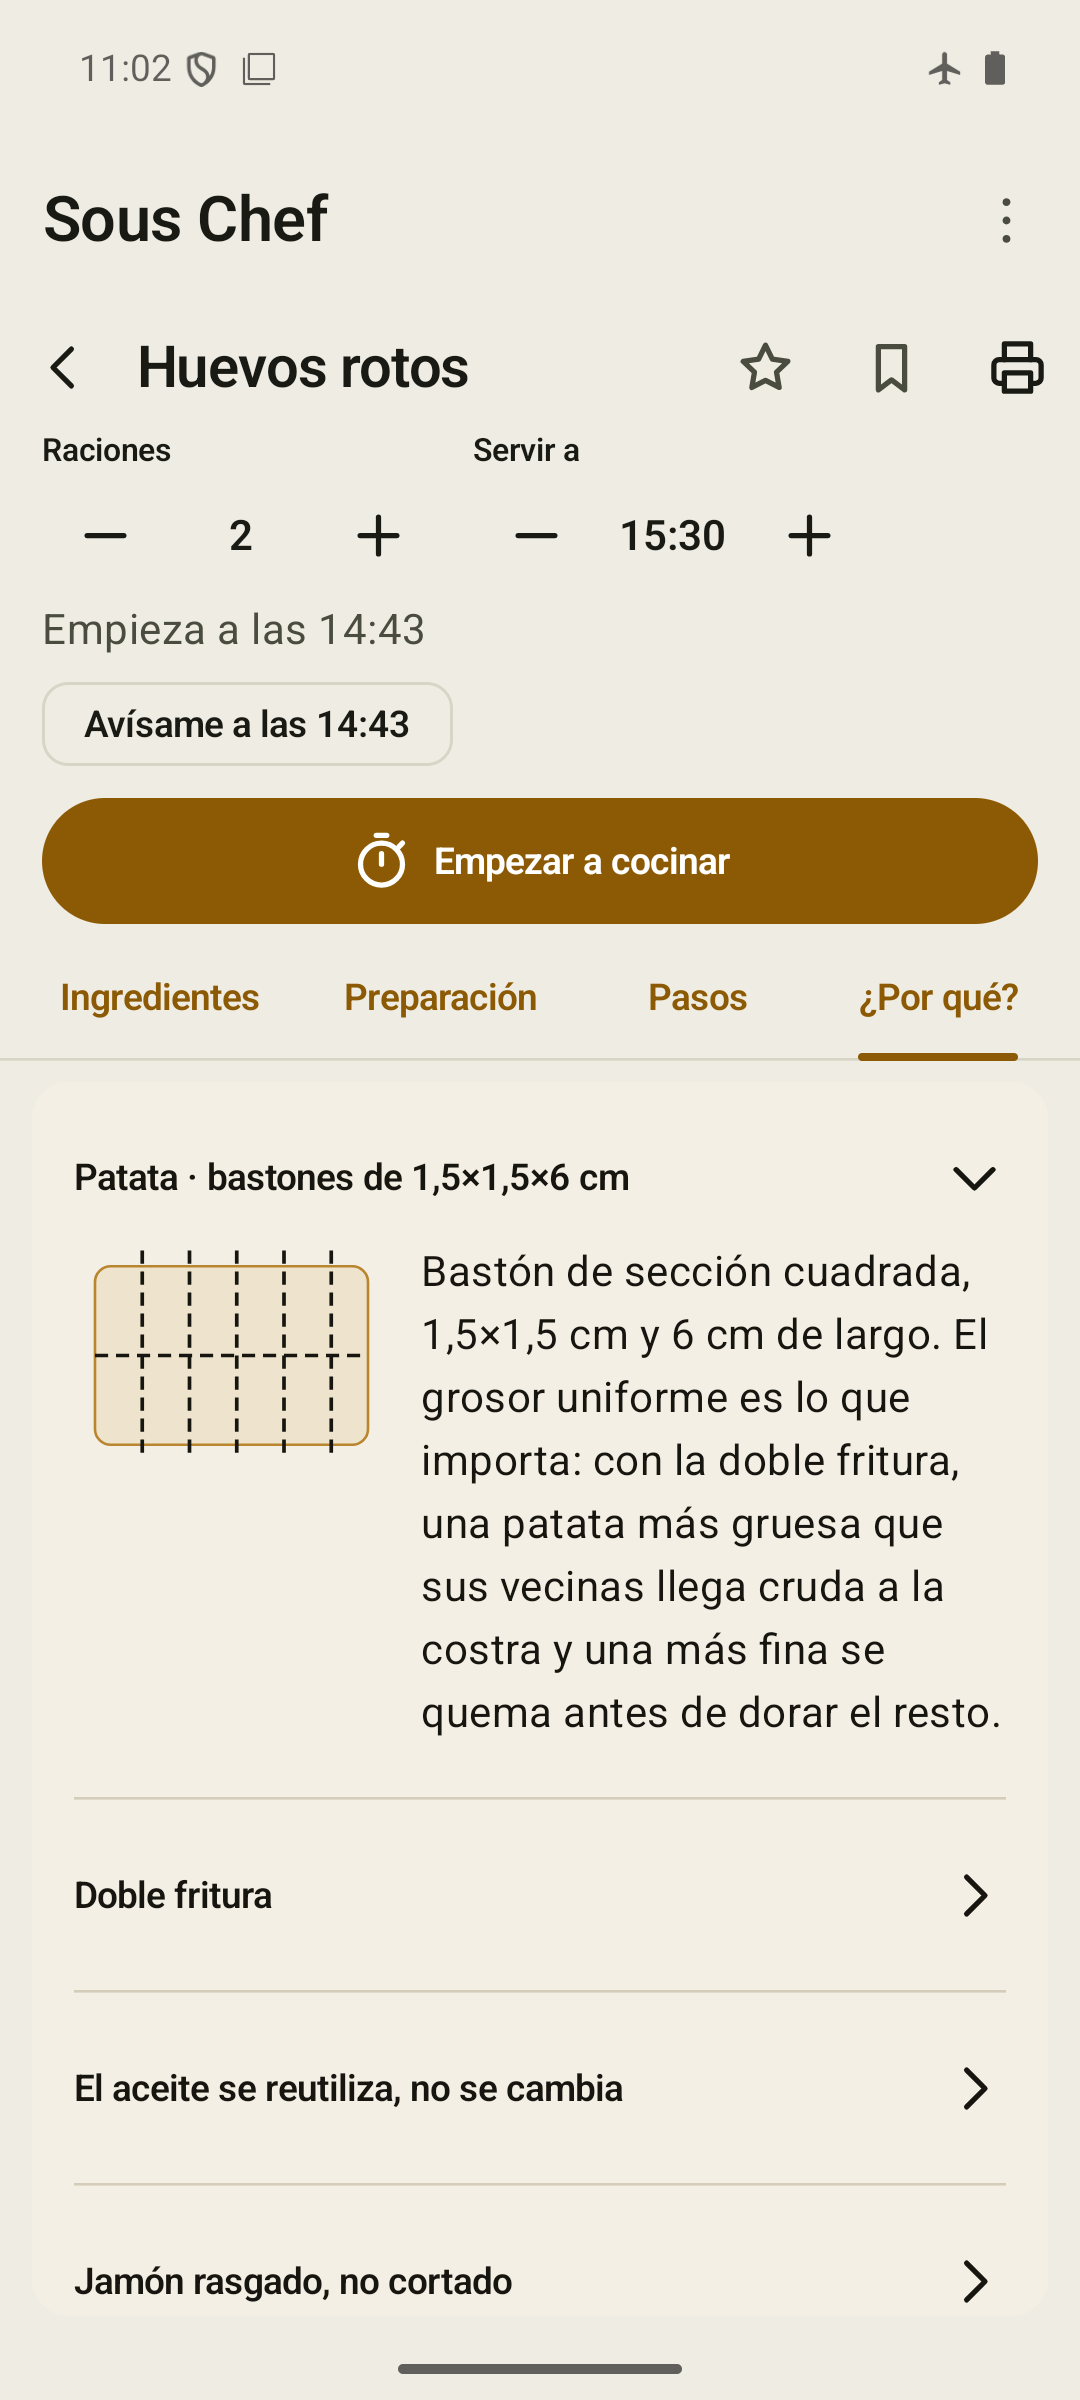 11:02
Sous Chef
Huevos rotos
Raciones
Servir a
2
15:30
Empieza a las 14:43
Avísame a las 14:43
Empezar a cocinar
Ingredientes
Preparación
Pasos
¿Por qué?
Patata · bastones de 1,5×1,5×6 cm
Bastón de sección cuadrada,
1,5×1,5 cm y 6 cm de largo. El
grosor uniforme es lo que
importa: con la doble fritura,
una patata más gruesa que
sus vecinas llega cruda a la
costra y una más fina se
quema antes de dorar el resto.
Doble fritura
El aceite se reutiliza, no se cambia
Jamón rasgado, no cortado